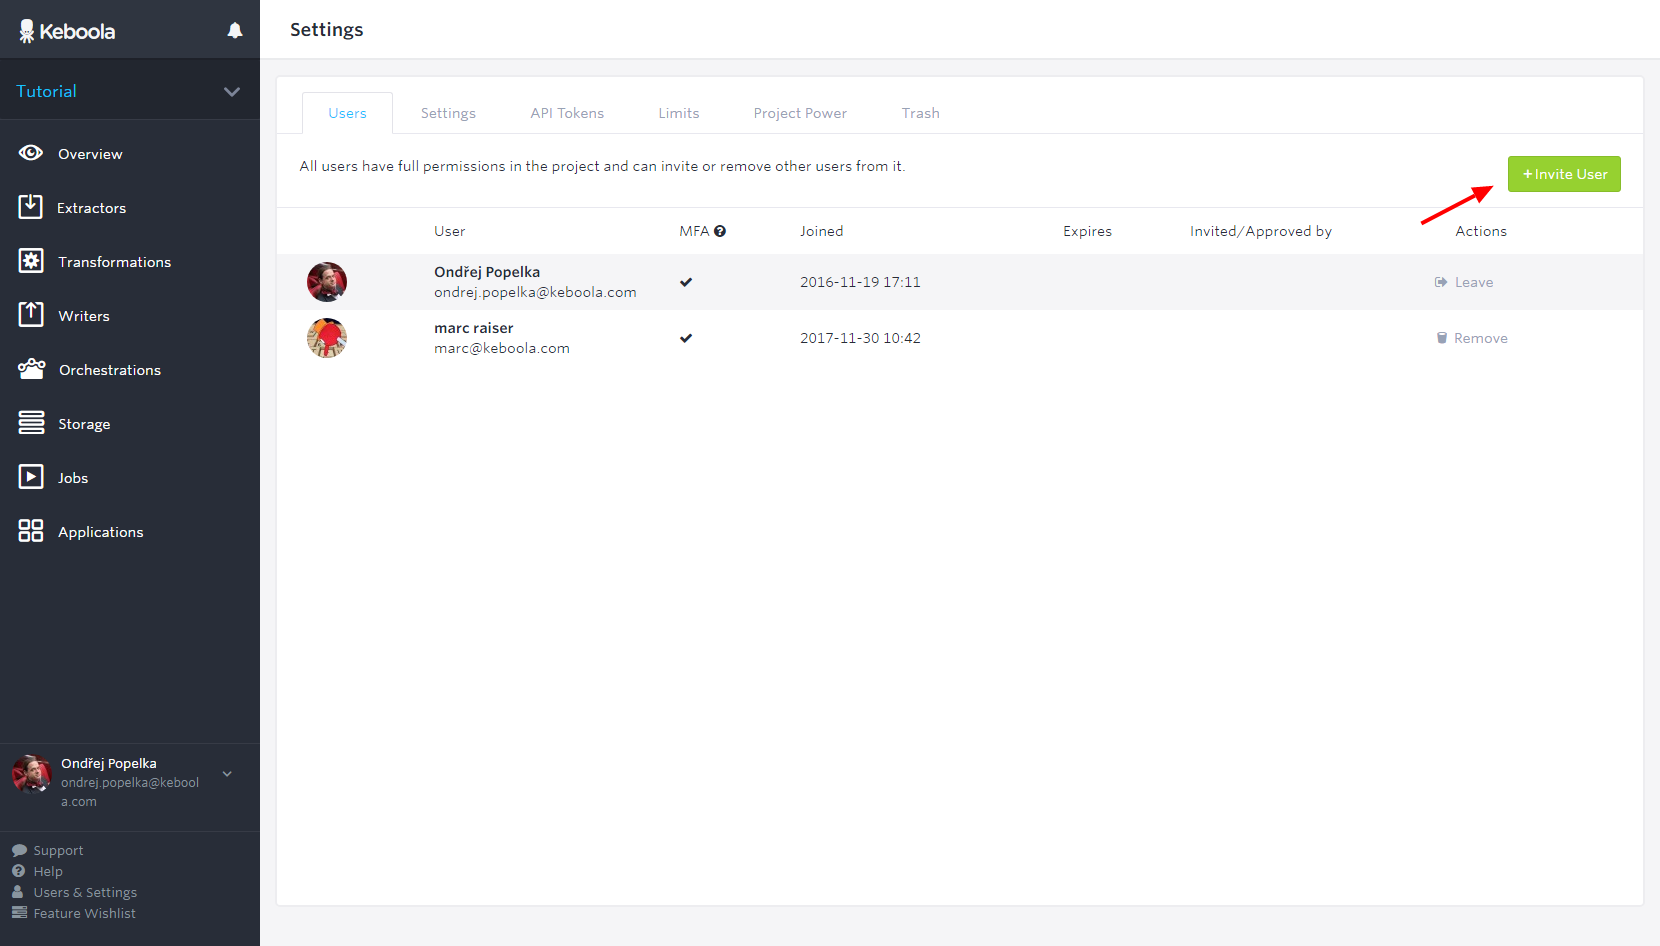 Keboola
Settings
Tutorial
Overview
Extractors
Transformations
Writers
Orchestrations
Storage
Jobs
Applications
Ondřej Popelka
ondrej.popelka@kebool
a.com
Support
Help
Users & Settings
Feature Wishlist
Users Settings API Tokens Limits Project Power Trash
All users have full permissions in the project and can invite or remove other users from it.
+Invite User
User MFA ? Joined Expires Invited/Approved by Actions
Ondřej Popelka
ondrej.popelka@keboola.com 2016-11-19 17:11 Leave
marc raiser
marc@keboola.com 2017-11-30 10:42 Remove